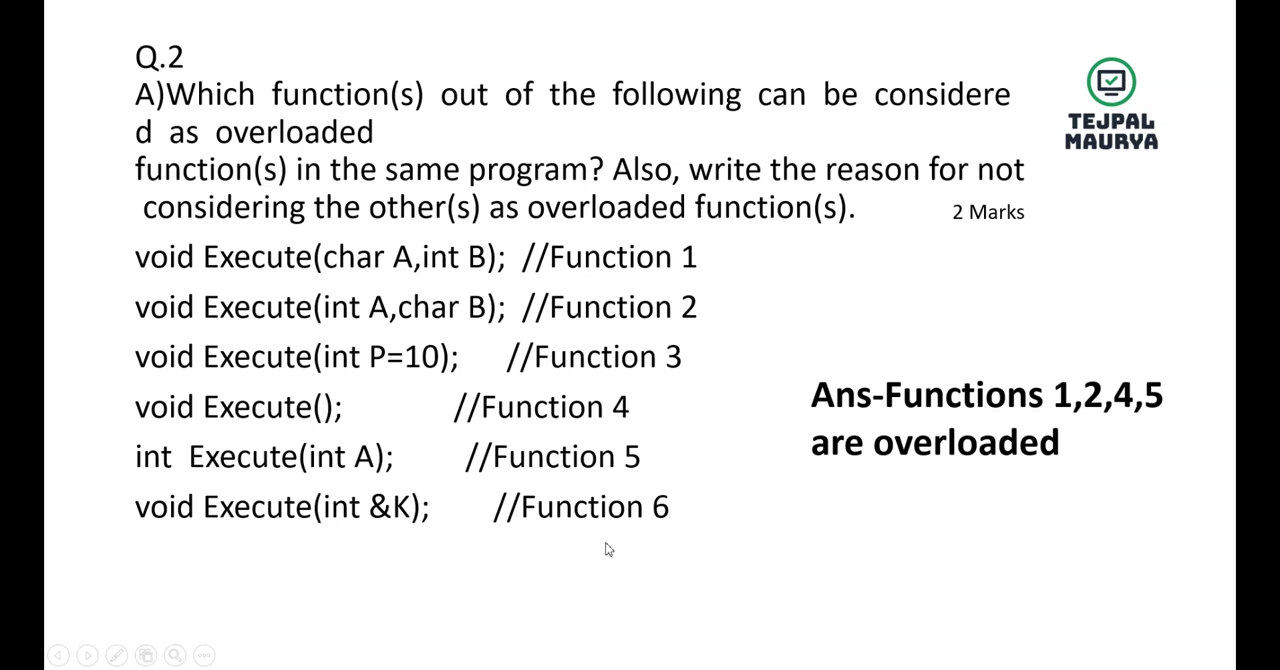 Q.2
A)Which function(s) out of the following can be considere
d as overloaded
function(s) in the same program? Also, write the reason for not
considering the other(s) as overloaded function(s). 2 Marks
void Execute(char A,int B); //Function 1
void Execute(int A,char B); //Function 2
void Execute(int P=10); //Function 3
void Execute(); //Function 4
int Execute(int A); //Function 5
void Execute(int &K); //Function 6
TEJPAL
MAURYA
Ans-Functions 1,2,4,5
are overloaded